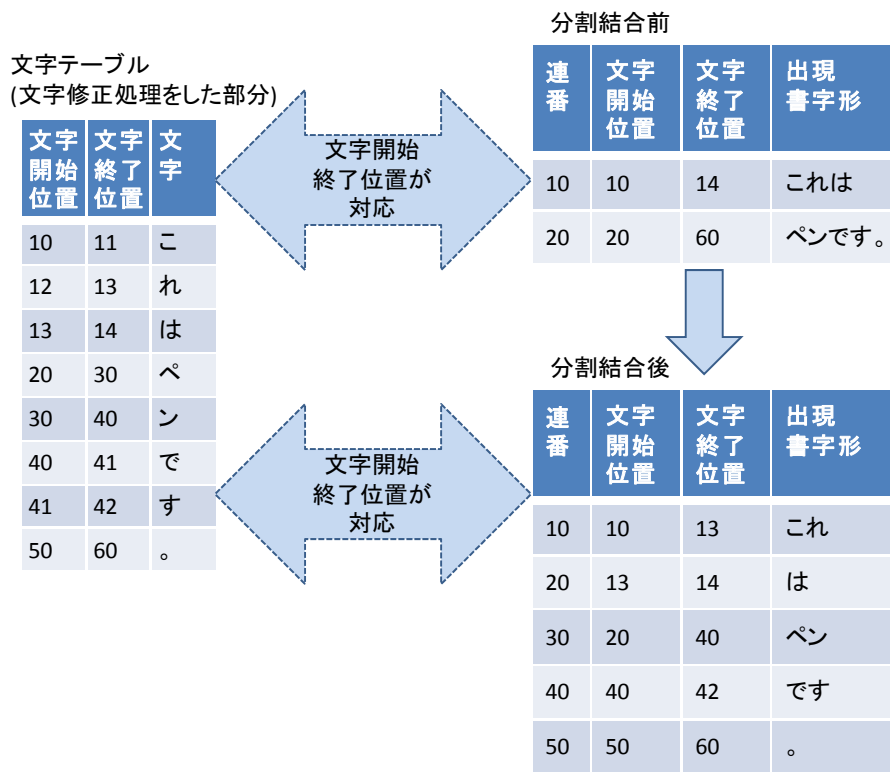 文字テーブル
(文字修正処理をした部分)
文字開始位置 文字終了位置 文字
10 11 こ
12 13 れ
13 14 は
20 30 ペ
30 40 ン
40 41 で
41 42 す
50 60 。
文字開始
終了位置が
対応
分割結合前
連番 文字開始位置 文字終了位置 出現書字形
10 10 14 これは
20 20 60 ペンです。
文字開始
終了位置が
対応
分割結合後
連番 文字開始位置 文字終了位置 出現書字形
10 10 13 これ
20 13 14 は
30 20 40 ペン
40 40 42 です
50 50 60 。